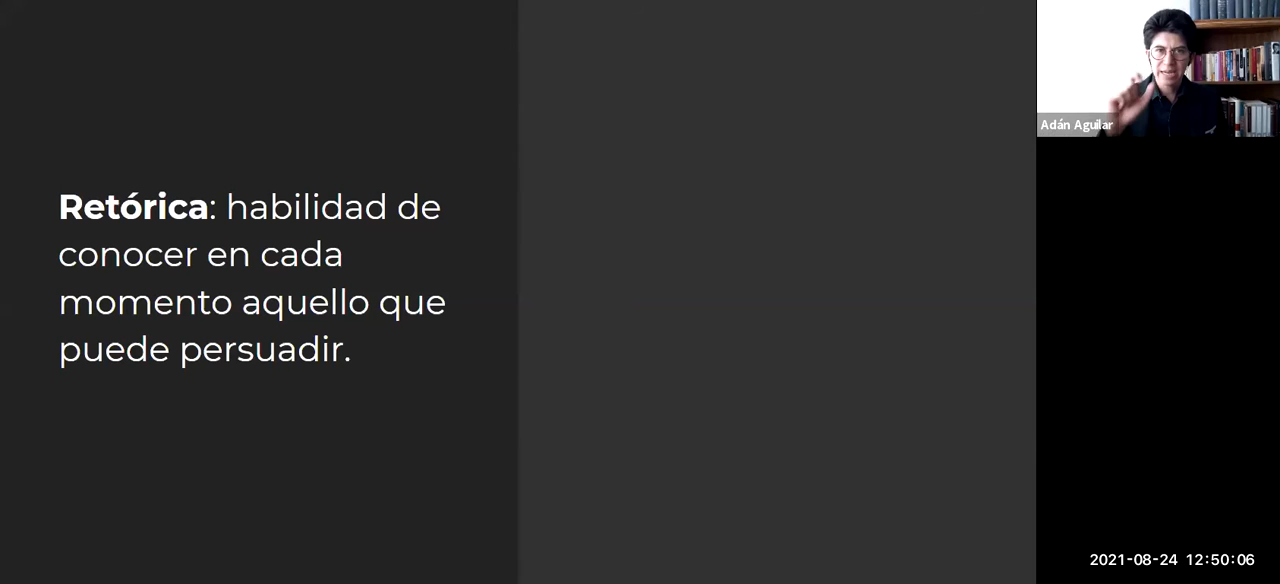 Retórica: habilidad de
conocer en cada
momento aquello que
puede persuadir.
Adán Aguilar
2021-08-24 12:50:06